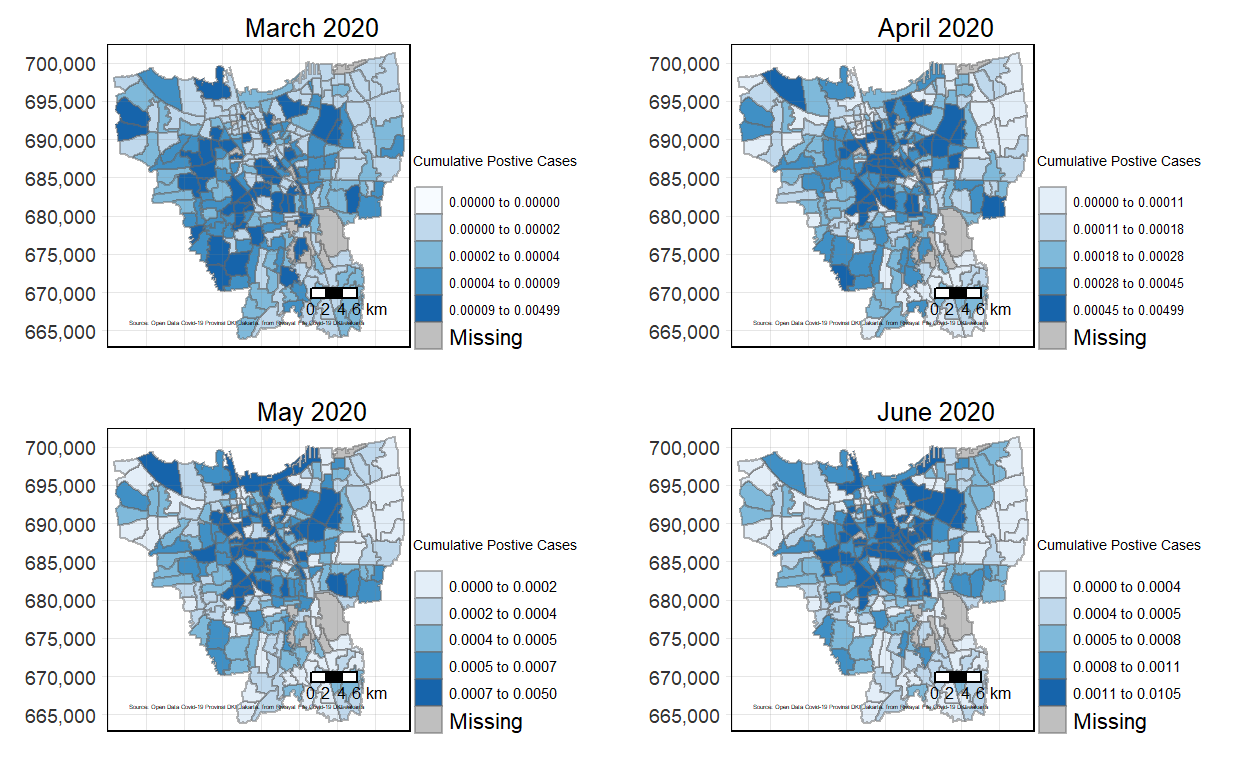 March 2020
700,000
695,000
690,000
685,000
680,000
675,000
670,000
665,000
Cumulative Postive Cases
0.00000 to 0.00000
0.00000 to 0.00002
0.00002 to 0.00004
0.00004 to 0.00009
0.00009 to 0.00499
Missing
0 2 4 6 km
Source. Open Data Covid-19 Provinsi DKI Jakarta. from Riwayat File Covid-19 DKI Jakarta
April 2020
700,000
695,000
690,000
685,000
680,000
675,000
670,000
665,000
Cumulative Postive Cases
0.00000 to 0.00011
0.00011 to 0.00018
0.00018 to 0.00028
0.00028 to 0.00045
0.00045 to 0.00499
Missing
0 2 4 6 km
Source. Open Data Covid-19 Provinsi DKI Jakarta. from Riwayat File Covid-19 DKI Jakarta
May 2020
700,000
695,000
690,000
685,000
680,000
675,000
670,000
665,000
Cumulative Postive Cases
0.0000 to 0.0002
0.0002 to 0.0004
0.0004 to 0.0005
0.0005 to 0.0007
0.0007 to 0.0050
Missing
0 2 4 6 km
Source. Open Data Covid-19 Provinsi DKI Jakarta. from Riwayat File Covid-19 DKI Jakarta
June 2020
700,000
695,000
690,000
685,000
680,000
675,000
670,000
665,000
Cumulative Postive Cases
0.0000 to 0.0004
0.0004 to 0.0005
0.0005 to 0.0008
0.0008 to 0.0011
0.0011 to 0.0105
Missing
0 2 4 6 km
Source. Open Data Covid-19 Provinsi DKI Jakarta. from Riwayat File Covid-19 DKI Jakarta